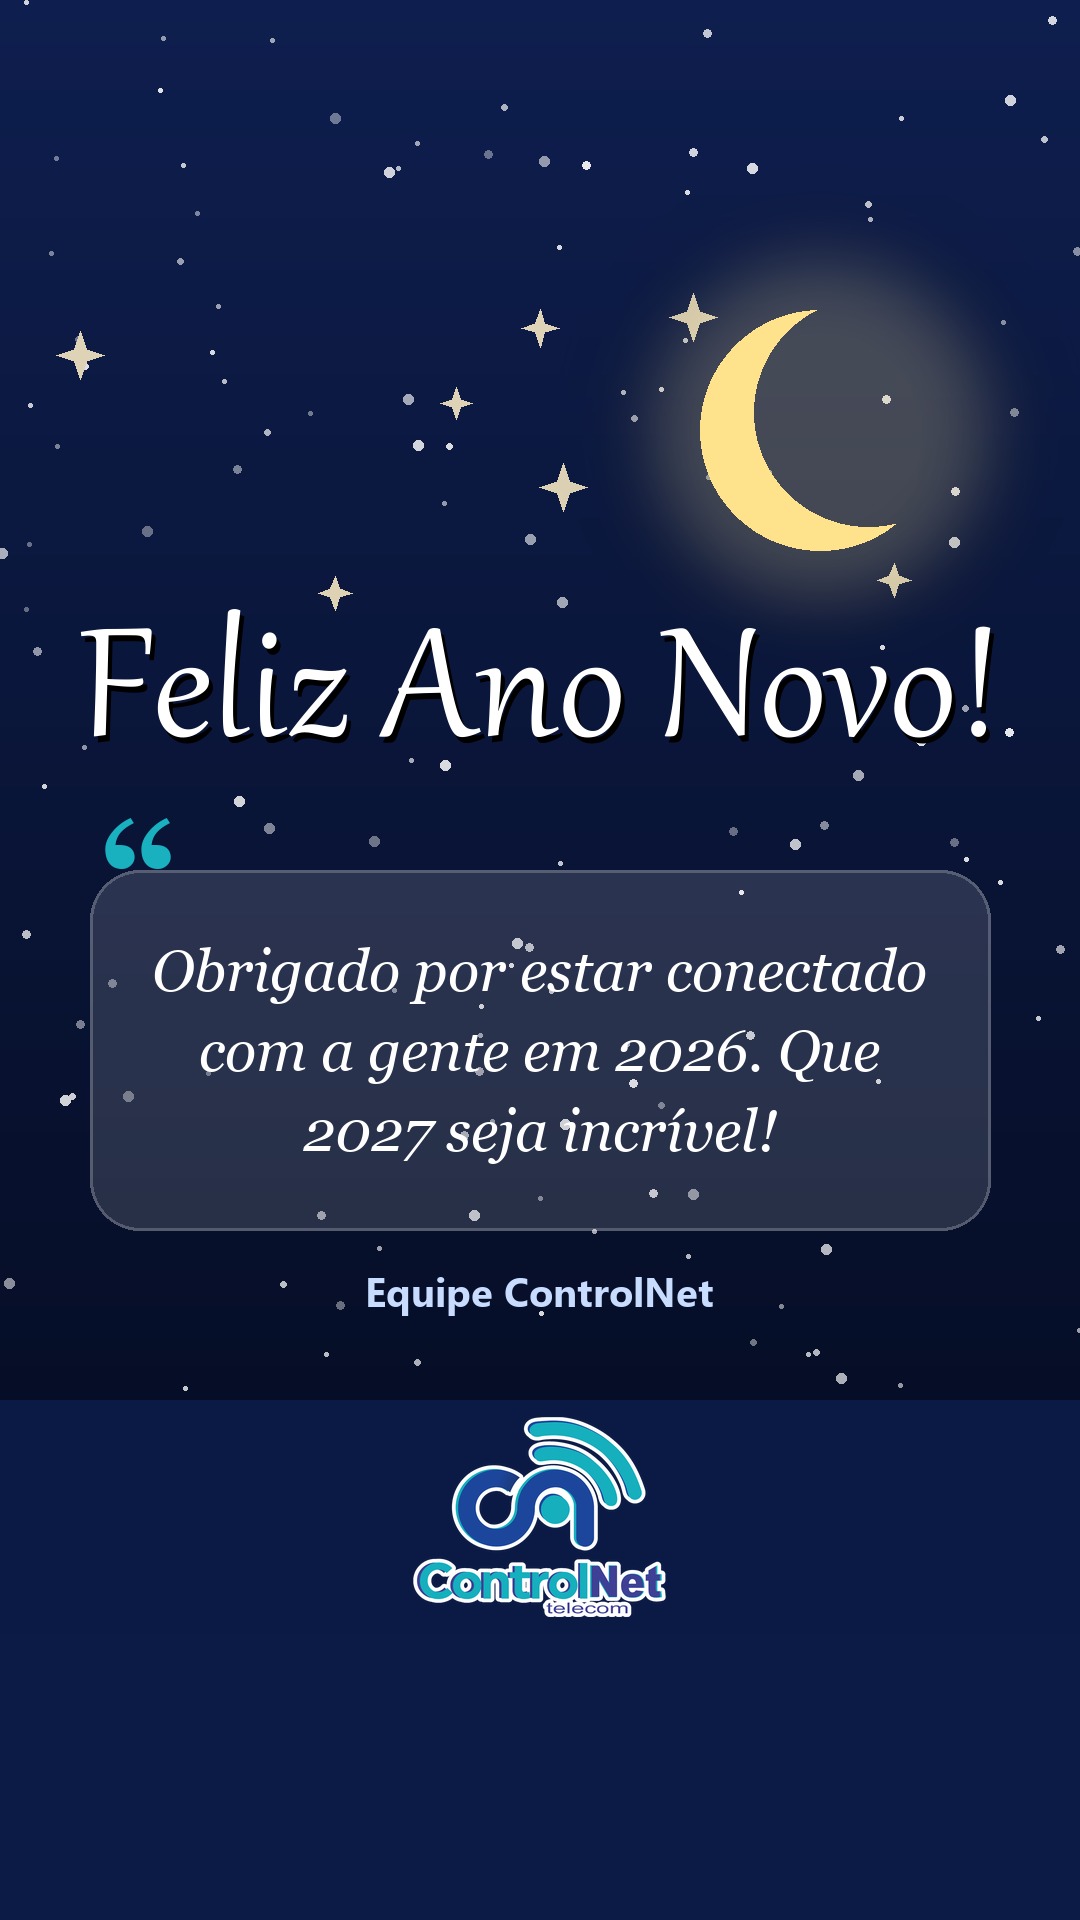 Feliz Ano Novo!
“
Obrigado por estar conectado
com a gente em 2026. Que
2027 seja incrível!
Equipe ControlNet
ControlNet
telecom